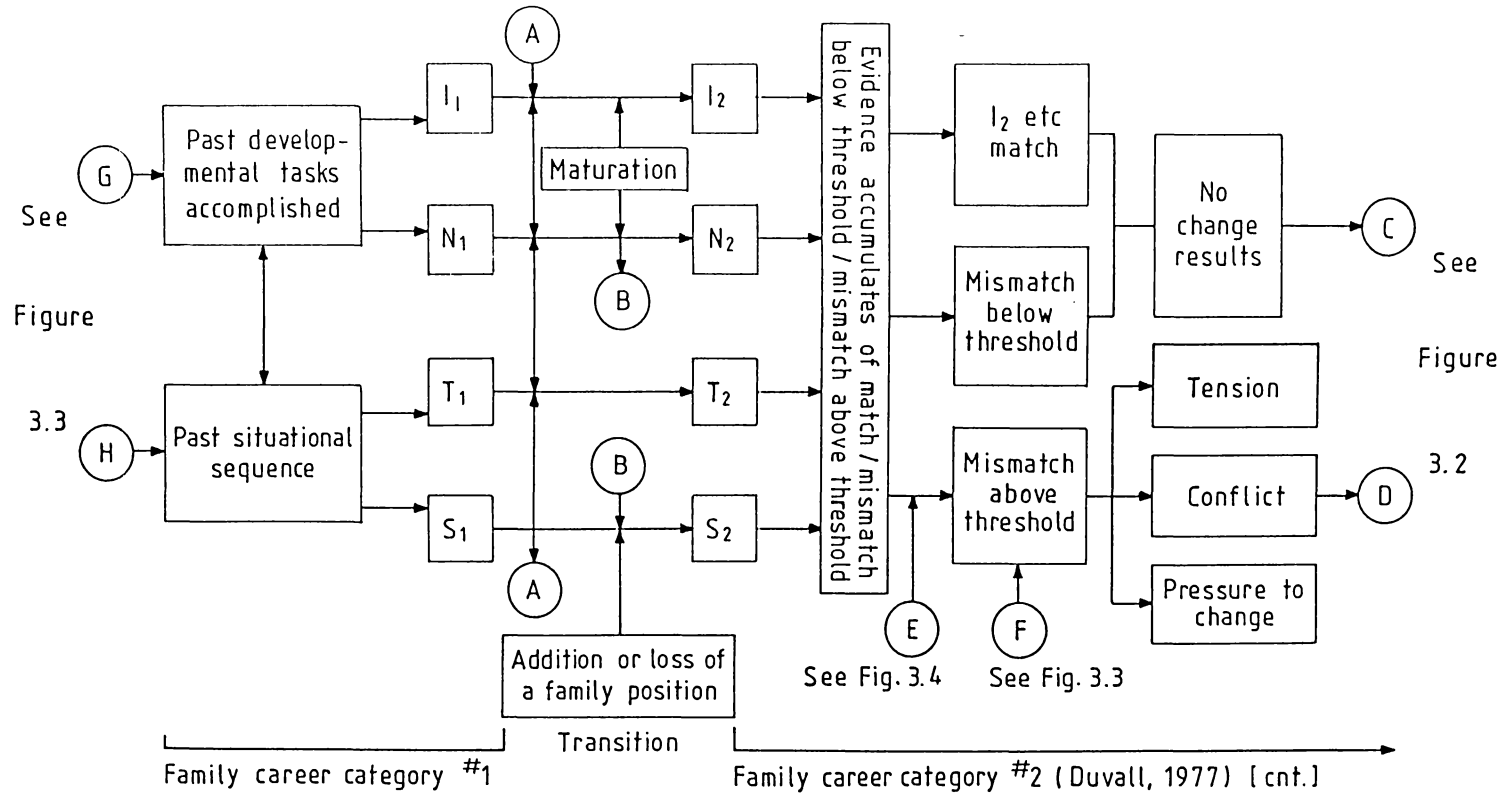 A
I1
I2
Past develop-
mental tasks
accomplished
G
Maturation
See
N1
N2
B
Figure
3.3
H
Past situational
sequence
T1
T2
B
S1
S2
A
Addition or loss of
a family position
Transition
Evidence accumulates of match/mismatch
below threshold/mismatch above threshold
I2 etc
match
Mismatch
below
threshold
No
change
results
C
See
Figure
3.2
Mismatch
above
threshold
Tension
Conflict
D
Pressure to
change
E
F
See Fig. 3.4
See Fig. 3.3
Family career category #1
Family career category #2 (Duvall, 1977) [cnt.]